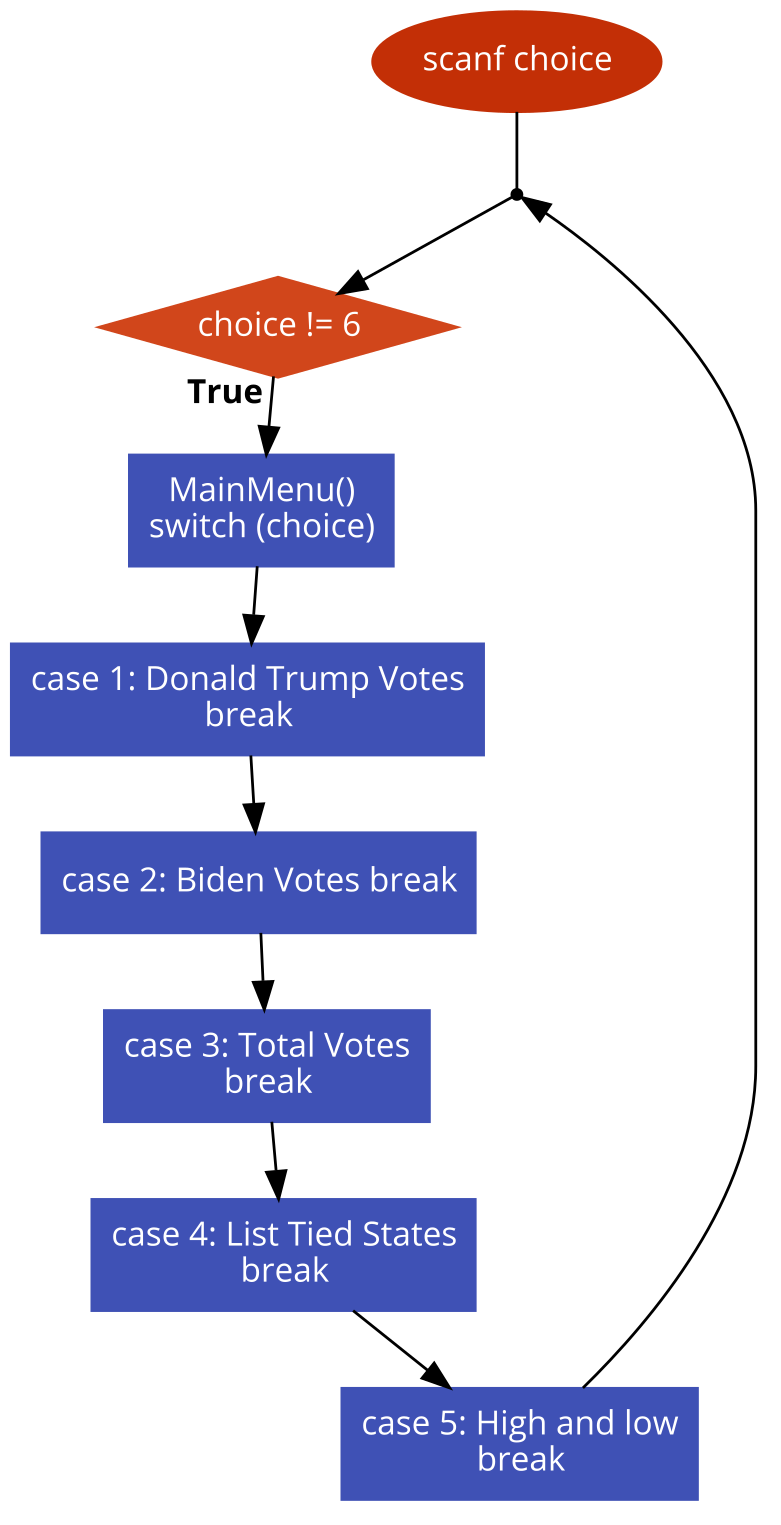 scanf choice
choice != 6
True
MainMenu()
switch (choice)
case 1: Donald Trump Votes
break
case 2: Biden Votes break
case 3: Total Votes
break
case 4: List Tied States
break
case 5: High and low
break